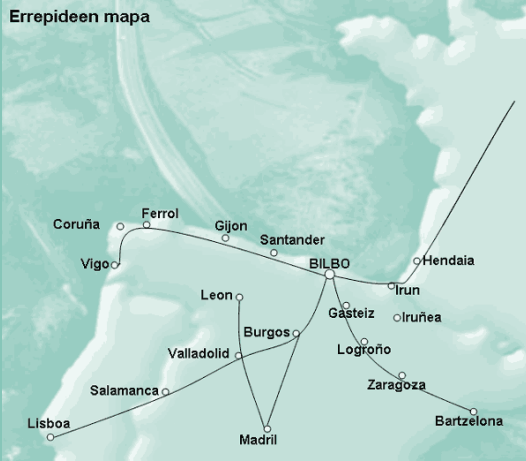 Errepideen mapa
Ferrol
Coruña
Gijon
Santander
Vigo
BILBO
Hendaia
Irun
Leon
Gasteiz
Iruñea
Burgos
Logroño
Valladolid
Zaragoza
Salamanca
Bartzelona
Lisboa
Madril